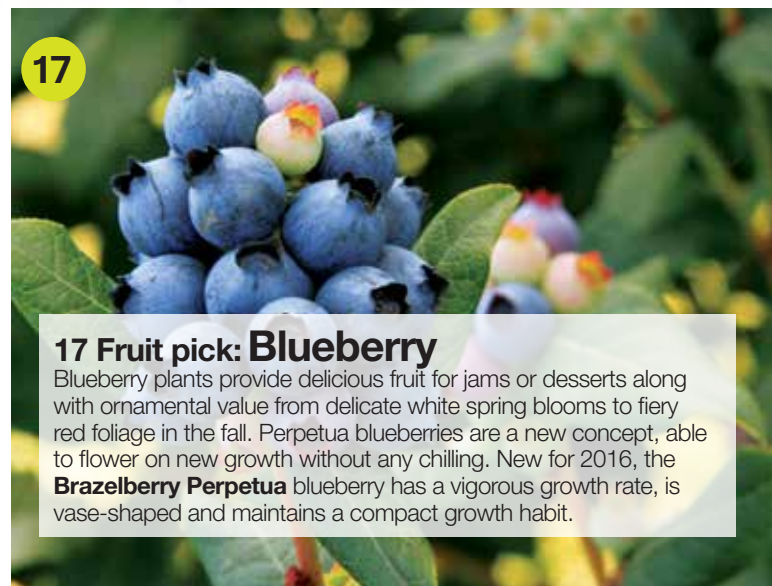 17
17 Fruit pick: Blueberry
Blueberry plants provide delicious fruit for jams or desserts along
with ornamental value from delicate white spring blooms to fiery
red foliage in the fall. Perpetua blueberries are a new concept, able
to flower on new growth without any chilling. New for 2016, the
Brazelberry Perpetua blueberry has a vigorous growth rate, is
vase-shaped and maintains a compact growth habit.